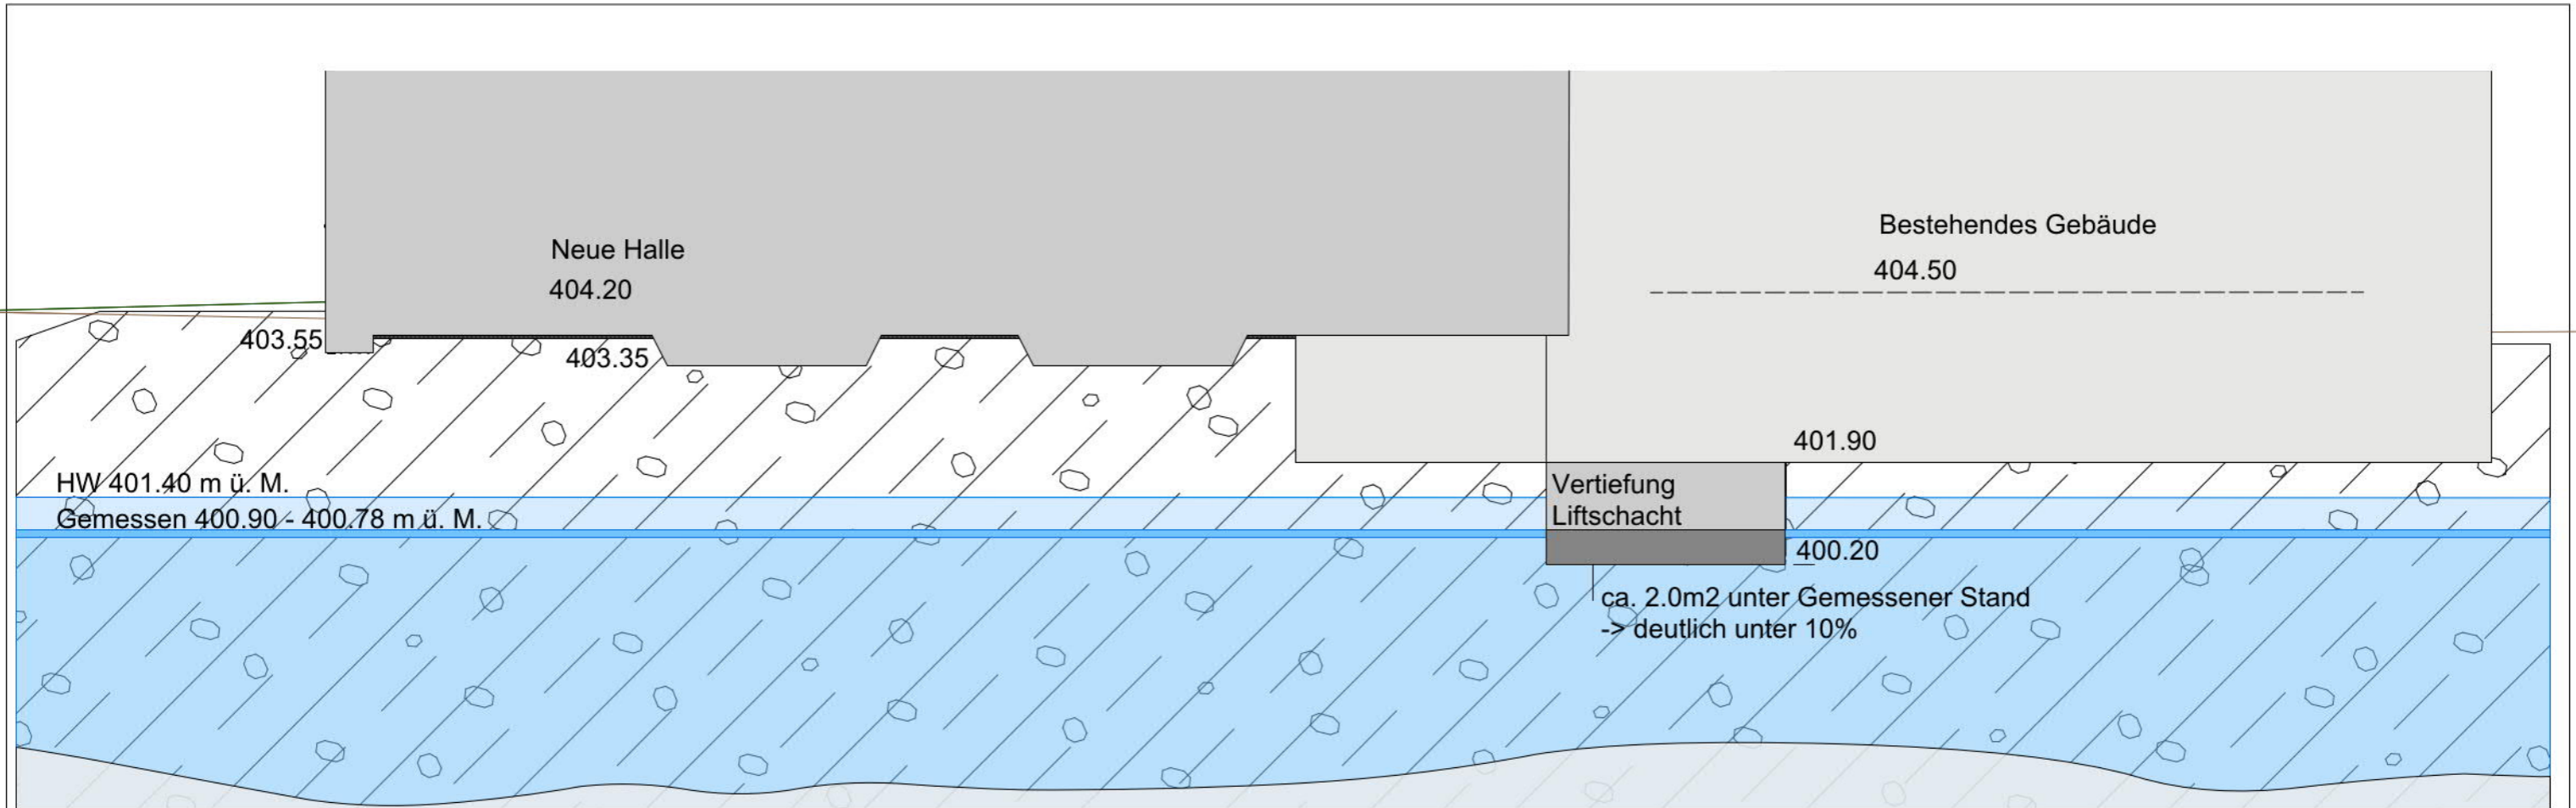 Neue Halle
404.20
Bestehendes Gebäude
404.50
403.55
403.35
401.90
HW 401.40 m ü. M.
Gemessen 400.90 - 400.78 m ü. M.
Vertiefung
Liftschacht
400.20
ca. 2.0m2 unter Gemessener Stand
-> deutlich unter 10%